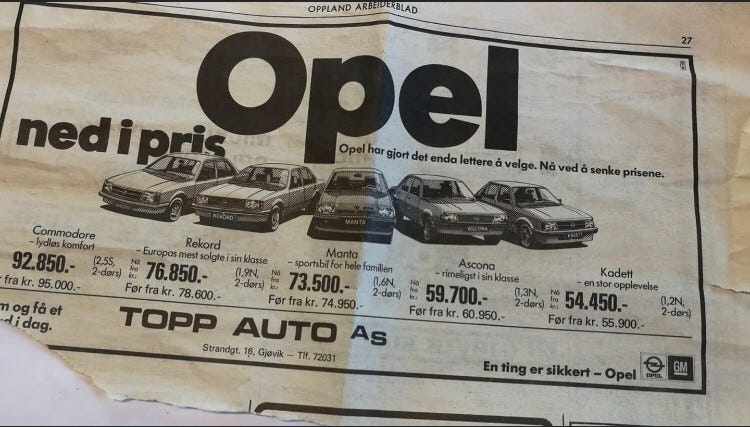 OPPLAND ARBEIDERBLAD
27
Opel
ned i pris
Opel har gjort det enda lettere å velge. Nå ved å senke prisene.
REKORD
MANTA
ASCONA
KADETT
Commodore
– lydløs komfort
92.850.- (2,5S, 2-dørs)
Før fra kr. 95.000.-
Rekord
– Europas mest solgte i sin klasse
Nå fra kr. 76.850.- (1,9N, 2-dørs)
Før fra kr. 78.600.-
Manta
– sportsbil for hele familien
Nå fra kr. 73.500.- (1,6N, 2-dørs)
Før fra kr. 74.950.-
Ascona
– rimeligst i sin klasse
Nå fra kr. 59.700.- (1,3N, 2-dørs)
Før fra kr. 60.950.-
Kadett
– en stor opplevelse
Nå fra kr. 54.450.- (1,2N, 2-dørs)
Før fra kr. 55.900.-
og få et
i dag.
TOPP AUTO AS
Strandgt. 16, Gjøvik – Tlf. 72031
En ting er sikkert – Opel
OPEL
GM